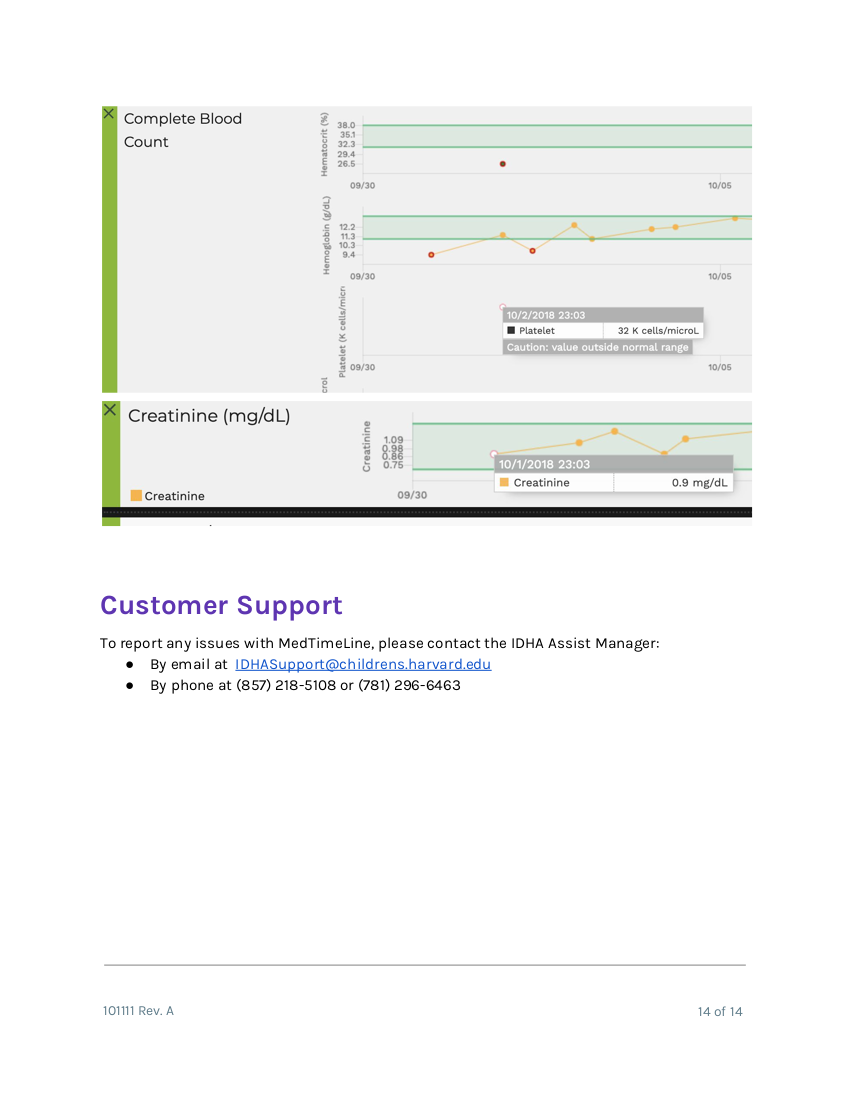 Complete Blood
Count
Hematocrit (%)
38.0
35.1
32.3
29.4
26.5
09/30
10/05
Hemoglobin (g/dL)
12.2
11.3
10.3
9.4
09/30
10/05
Platelet (K cells/micr
10/2/2018 23:03
Platelet 32 K cells/microL
Caution: value outside normal range
09/30
10/05
crol
Creatinine (mg/dL)
Creatinine
1.09
0.98
0.86
0.75
10/1/2018 23:03
Creatinine 0.9 mg/dL
Creatinine
09/30
Customer Support
To report any issues with MedTimeLine, please contact the IDHA Assist Manager:
● By email at IDHASupport@childrens.harvard.edu
● By phone at (857) 218-5108 or (781) 296-6463
101111 Rev. A
14 of 14